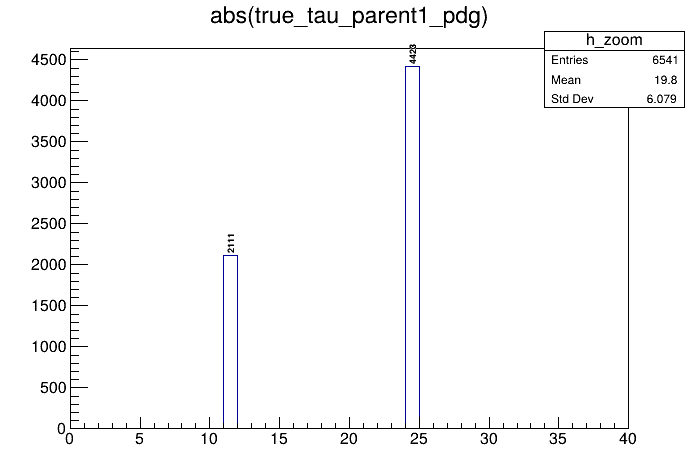 abs(true_tau_parent1_pdg)
h_zoom
Entries 6541
Mean 19.8
Std Dev 6.079
4423
2111
4500
4000
3500
3000
2500
2000
1500
1000
500
0
0 5 10 15 20 25 30 35 40